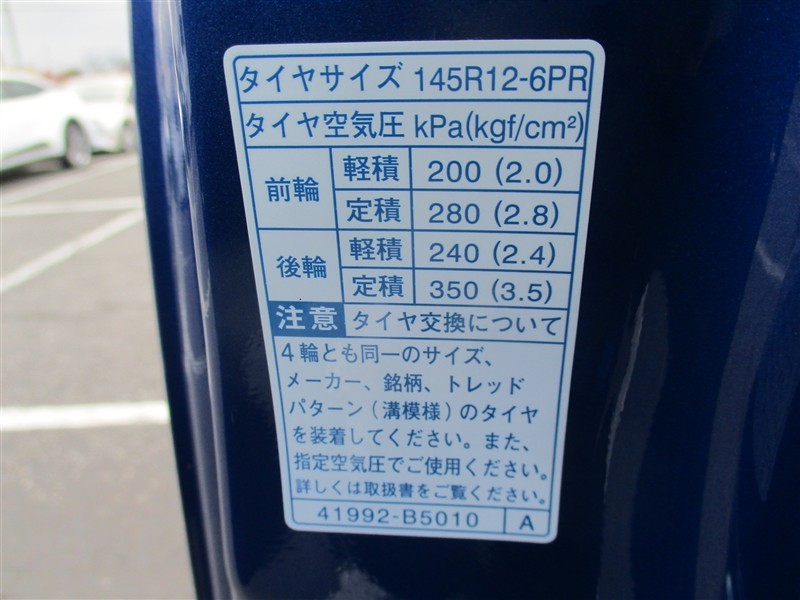 タイヤサイズ 145R12-6PR
タイヤ空気圧 kPa(kgf/cm²)
前輪 軽積 200 (2.0)
定積 280 (2.8)
後輪 軽積 240 (2.4)
定積 350 (3.5)
注意 タイヤ交換について
4輪とも同一のサイズ、
メーカー、銘柄、トレッド
パターン(溝模様)のタイヤ
を装着してください。また、
指定空気圧でご使用ください。
詳しくは取扱書をご覧ください。
41992-B5010 A